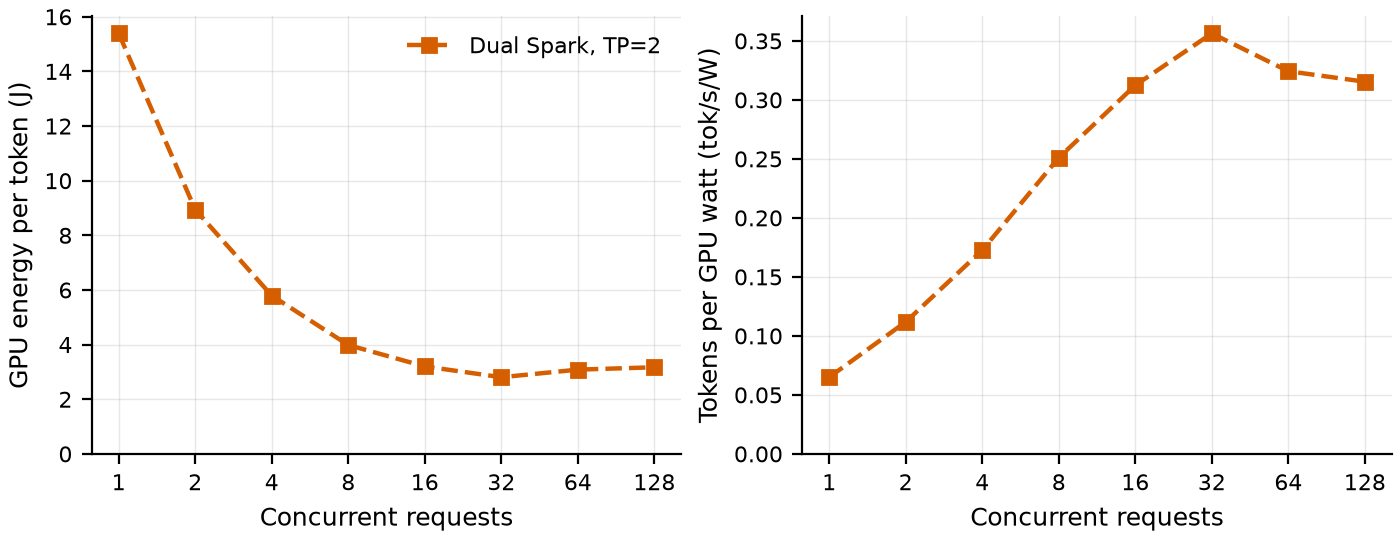 GPU energy per token (J)
16
14
12
10
8
6
4
2
0
Dual Spark, TP=2
1 2 4 8 16 32 64 128
Concurrent requests
Tokens per GPU watt (tok/s/W)
0.35
0.30
0.25
0.20
0.15
0.10
0.05
0.00
1 2 4 8 16 32 64 128
Concurrent requests